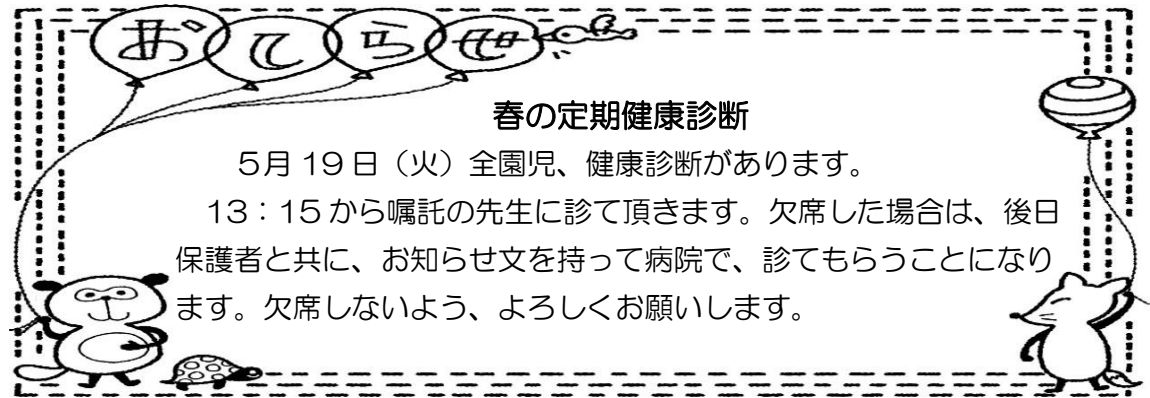 おしらせ
春の定期健康診断
5月19日（火）全園児、健康診断があります。
13：15から嘱託の先生に診て頂きます。欠席した場合は、後日
保護者と共に、お知らせ文を持って病院で、診てもらうことになり
ます。欠席しないよう、よろしくお願いします。